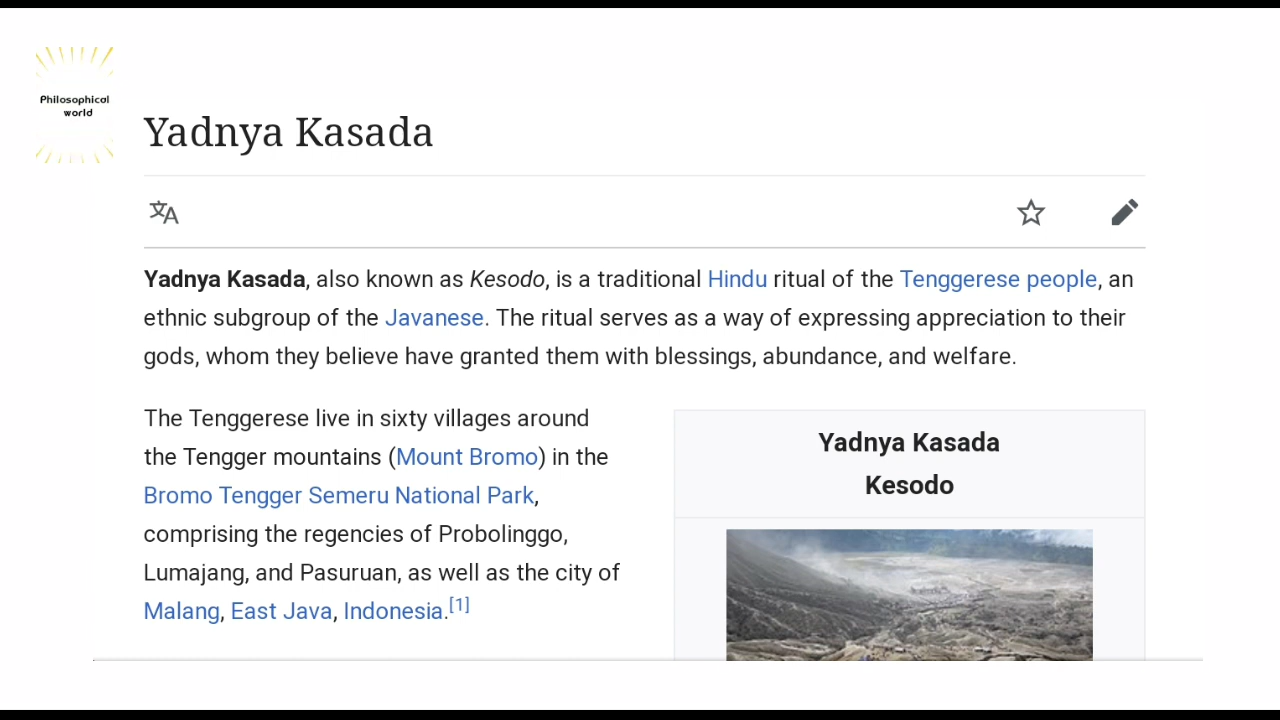 Philosophical
world
Yadnya Kasada
Yadnya Kasada, also known as Kesodo, is a traditional Hindu ritual of the Tenggerese people, an
ethnic subgroup of the Javanese. The ritual serves as a way of expressing appreciation to their
gods, whom they believe have granted them with blessings, abundance, and welfare.
The Tenggerese live in sixty villages around
the Tengger mountains (Mount Bromo) in the
Bromo Tengger Semeru National Park,
comprising the regencies of Probolinggo,
Lumajang, and Pasuruan, as well as the city of
Malang, East Java, Indonesia.[1]
Yadnya Kasada
Kesodo